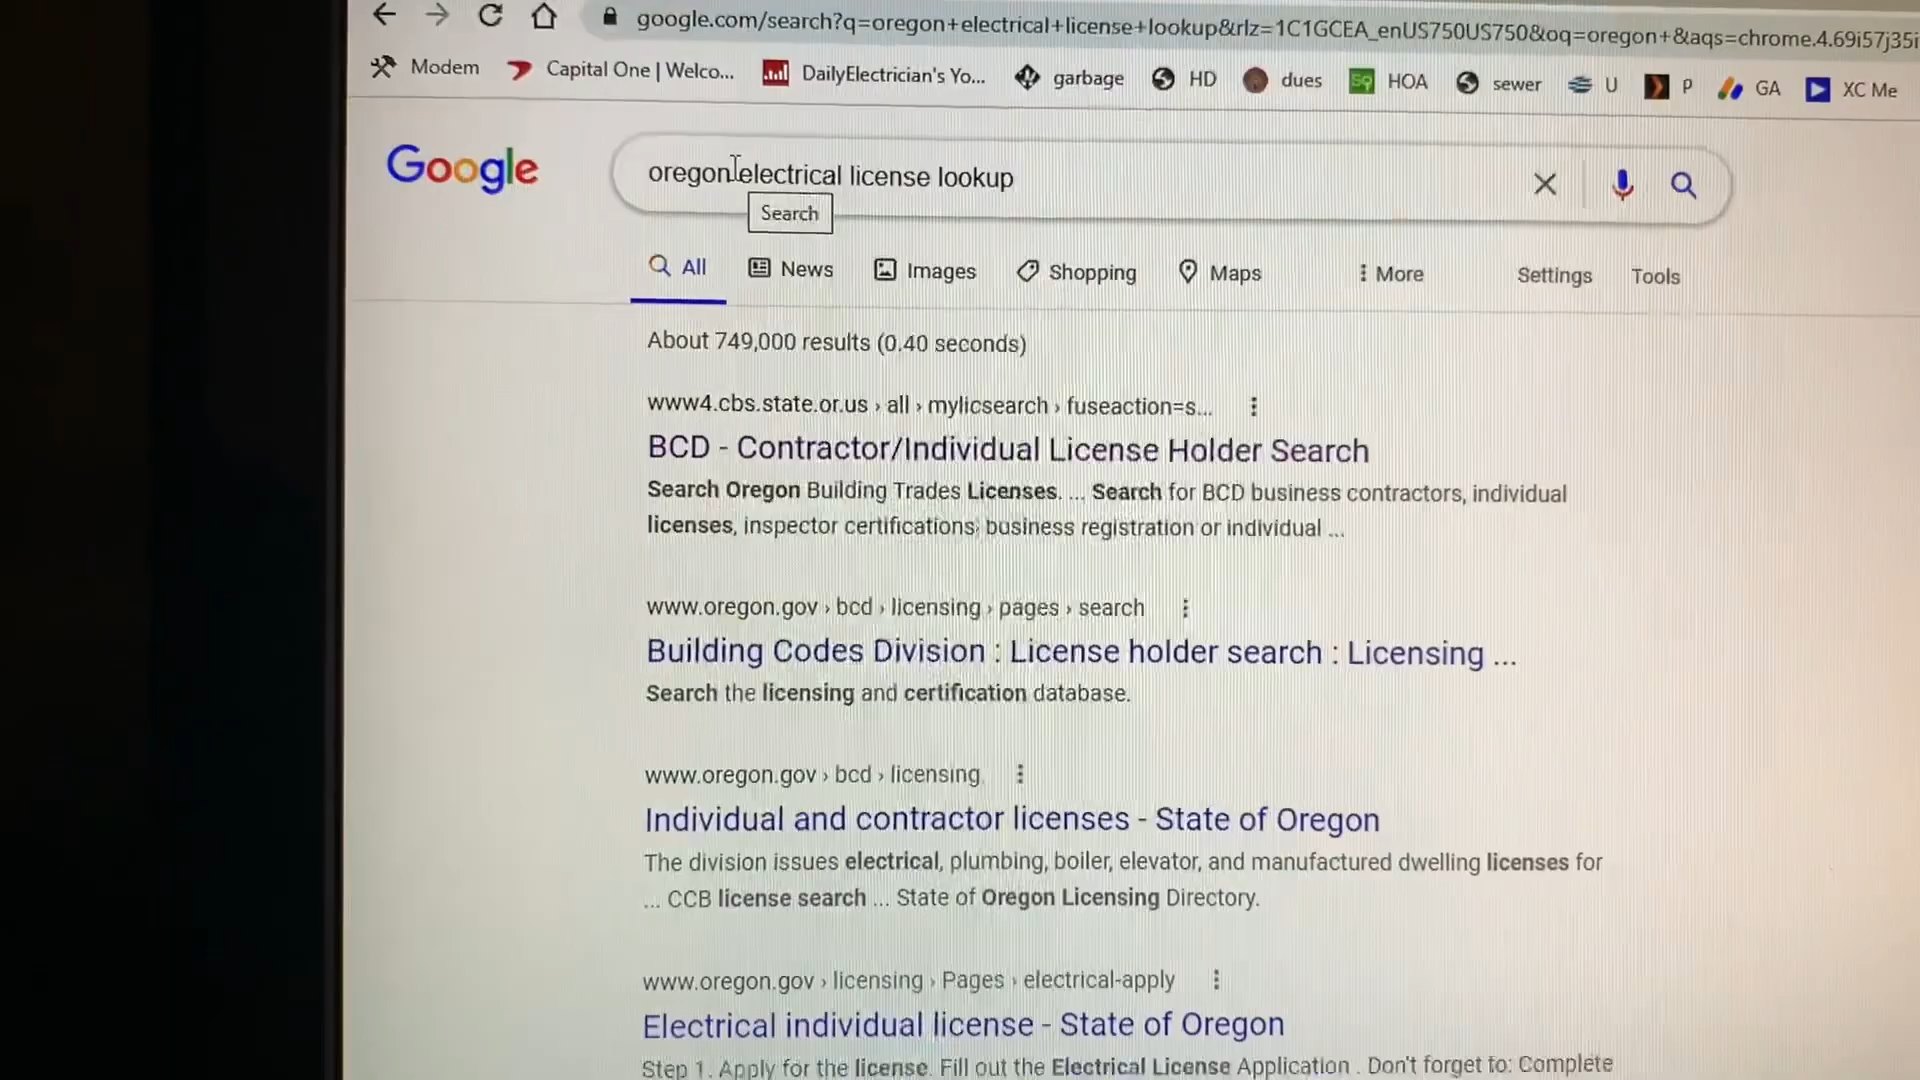 google.com/search?q=oregon+electrical+license+lookup&rlz=1C1GCEA_enUS750US750&oq=oregon+&aqs=chrome.4.69i57j35i
Modem Capital One | Welco... DailyElectrician's Yo... garbage HD dues HOA sewer U P GA XC Me
Google oregon electrical license lookup
Search
All News Images Shopping Maps More Settings Tools
About 749,000 results (0.40 seconds)
www4.cbs.state.or.us › all › mylicsearch › fuseaction=s...
BCD - Contractor/Individual License Holder Search
Search Oregon Building Trades Licenses. ... Search for BCD business contractors, individual
licenses, inspector certifications, business registration or individual ...
www.oregon.gov › bcd › licensing › pages › search
Building Codes Division : License holder search : Licensing ...
Search the licensing and certification database.
www.oregon.gov › bcd › licensing
Individual and contractor licenses - State of Oregon
The division issues electrical, plumbing, boiler, elevator, and manufactured dwelling licenses for
... CCB license search ... State of Oregon Licensing Directory.
www.oregon.gov › licensing › Pages › electrical-apply
Electrical individual license - State of Oregon
Step 1. Apply for the license. Fill out the Electrical License Application . Don't forget to: Complete